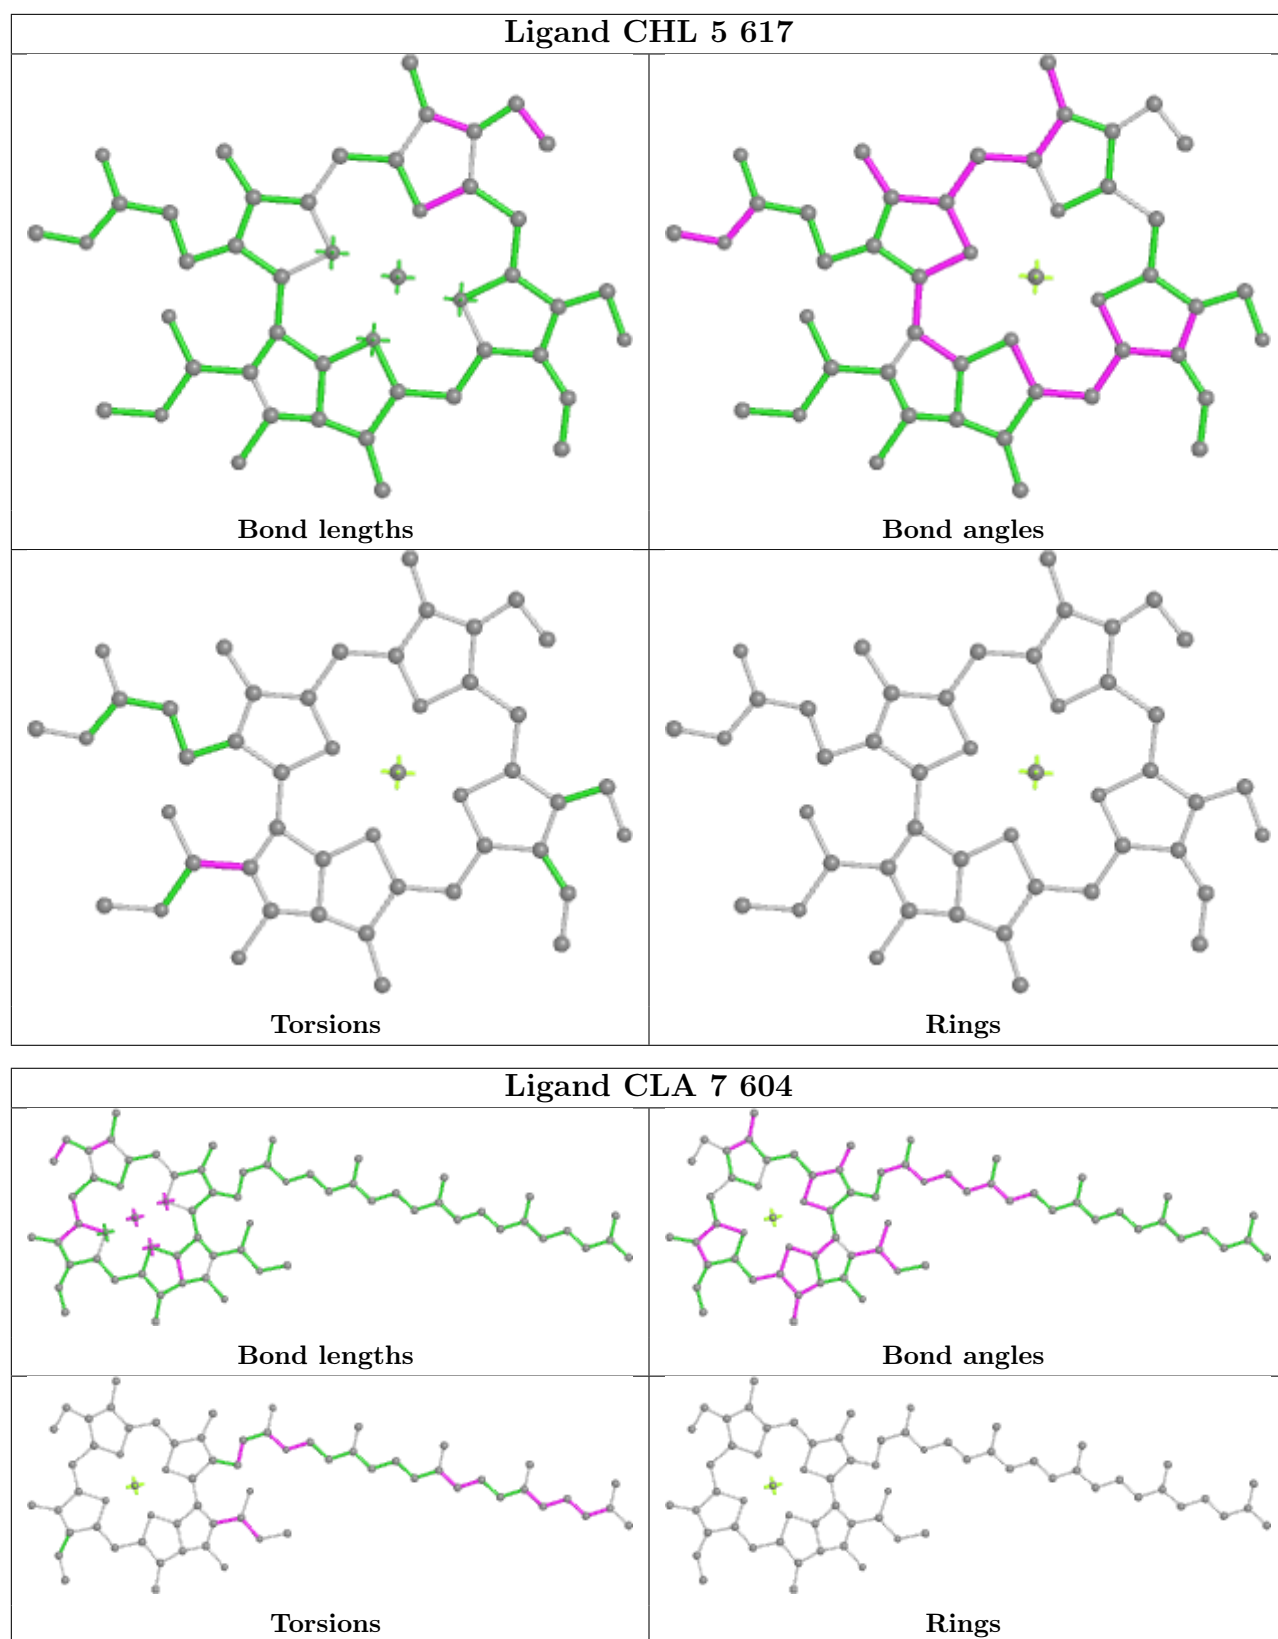 Ligand CHL 5 617
Bond lengths
Bond angles
Torsions
Rings
Ligand CLA 7 604
Bond lengths
Bond angles
Torsions
Rings